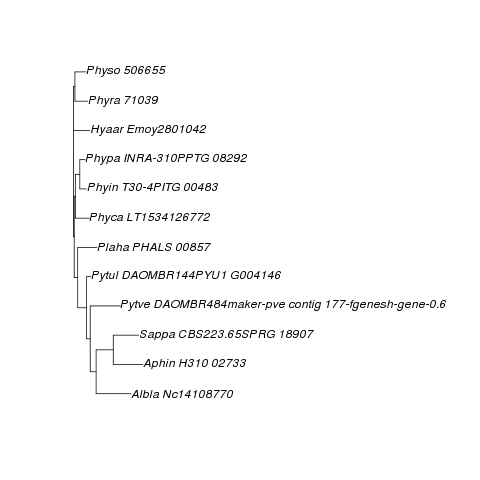 Physo 506655
Phyra 71039
Hyaar Emoy2801042
Phypa INRA-310PPTG 08292
Phyin T30-4PITG 00483
Phyca LT1534126772
Plaha PHALS 00857
Pytul DAOMBR144PYU1 G004146
Pytve DAOMBR484maker-pve contig 177-fgenesh-gene-0.6
Sappa CBS223.65SPRG 18907
Aphin H310 02733
Albla Nc14108770